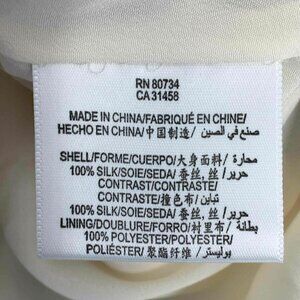 RN 80734
CA 31458
MADE IN CHINA/FABRIQUÉ EN CHINE/
HECHO EN CHINA/中国制造/ صنع في الصين
SHELL/FORME/CUERPO/大身面料/ محارة/
100% SILK/SOIE/SEDA/蚕丝, 丝/ حرير
CONTRAST/CONTRASTE/
CONTRASTE/撞色布/ تباين
100% SILK/SOIE/SEDA/蚕丝, 丝/ حرير
LINING/DOUBLURE/FORRO/衬里布/ بطانة/
100% POLYESTER/POLYESTER/
POLIÉSTER/聚酯纤维/ بوليستر